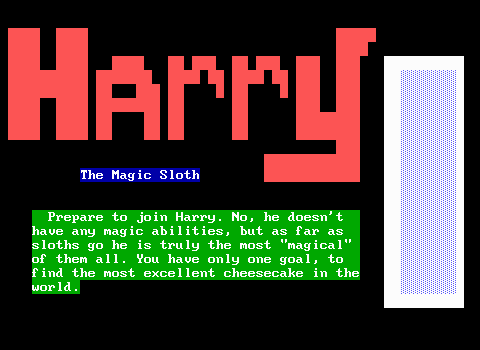 Harry
The Magic Sloth
Prepare to join Harry. No, he doesn't
have any magic abilities, but as far as
sloths go he is truly the most "magical"
of them all. You have only one goal, to
find the most excellent cheesecake in the
world.